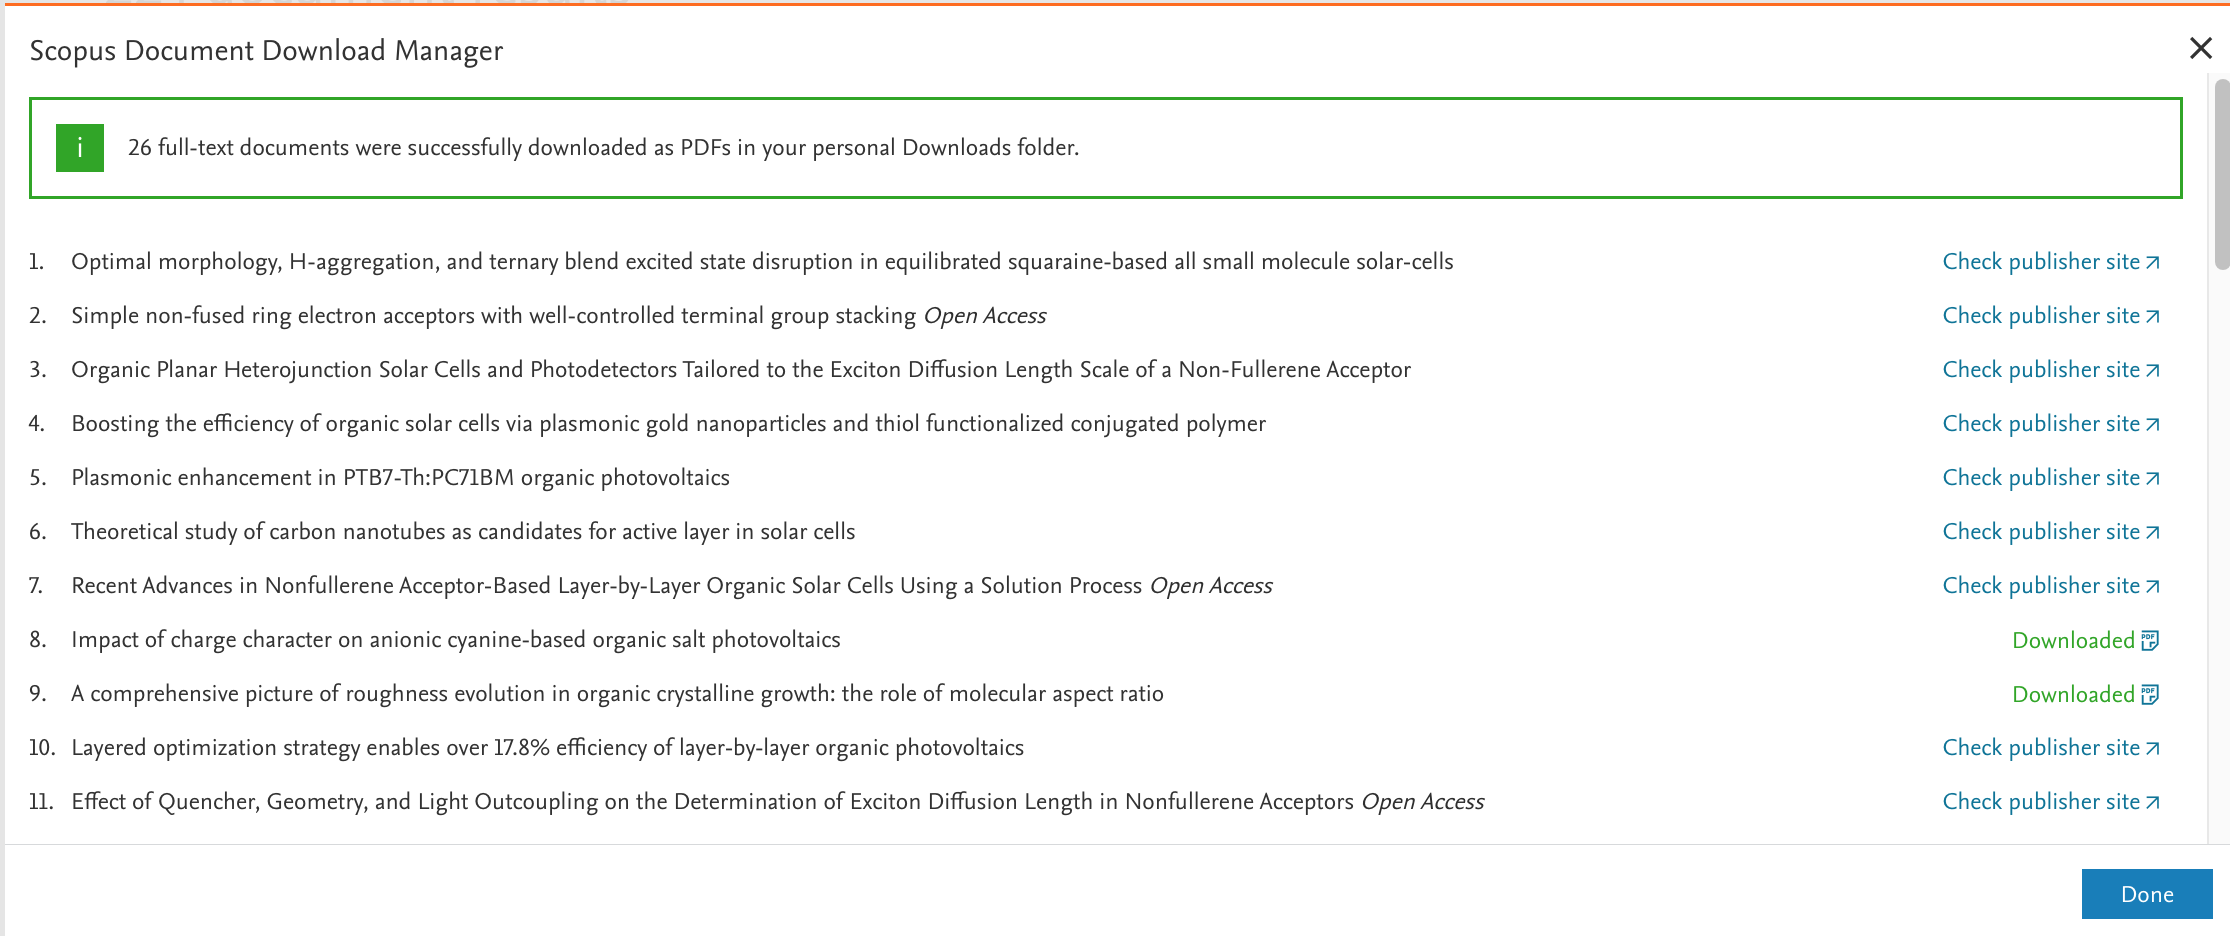 Scopus Document Download Manager
i 26 full-text documents were successfully downloaded as PDFs in your personal Downloads folder.
1. Optimal morphology, H-aggregation, and ternary blend excited state disruption in equilibrated squaraine-based all small molecule solar-cells Check publisher site
2. Simple non-fused ring electron acceptors with well-controlled terminal group stacking Open Access Check publisher site
3. Organic Planar Heterojunction Solar Cells and Photodetectors Tailored to the Exciton Diffusion Length Scale of a Non-Fullerene Acceptor Check publisher site
4. Boosting the efficiency of organic solar cells via plasmonic gold nanoparticles and thiol functionalized conjugated polymer Check publisher site
5. Plasmonic enhancement in PTB7-Th:PC71BM organic photovoltaics Check publisher site
6. Theoretical study of carbon nanotubes as candidates for active layer in solar cells Check publisher site
7. Recent Advances in Nonfullerene Acceptor-Based Layer-by-Layer Organic Solar Cells Using a Solution Process Open Access Check publisher site
8. Impact of charge character on anionic cyanine-based organic salt photovoltaics Downloaded PDF
9. A comprehensive picture of roughness evolution in organic crystalline growth: the role of molecular aspect ratio Downloaded PDF
10. Layered optimization strategy enables over 17.8% efficiency of layer-by-layer organic photovoltaics Check publisher site
11. Effect of Quencher, Geometry, and Light Outcoupling on the Determination of Exciton Diffusion Length in Nonfullerene Acceptors Open Access Check publisher site
Done